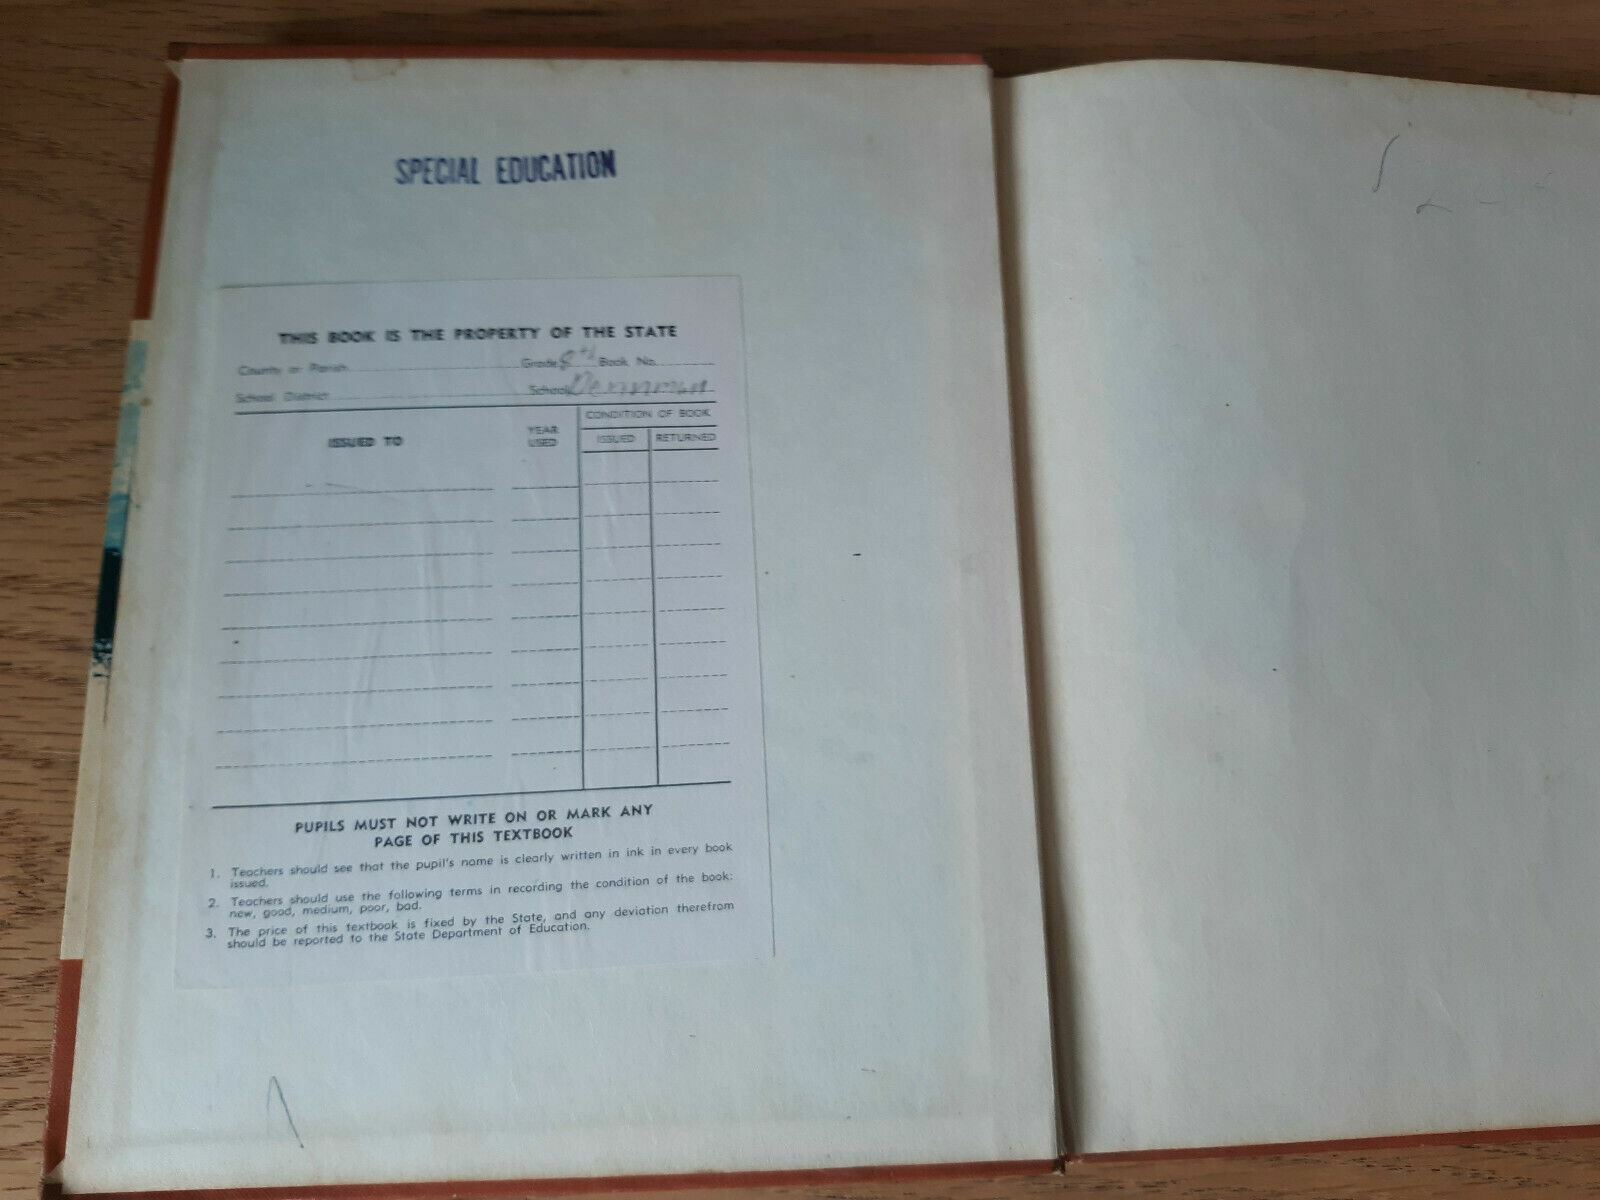 SPECIAL EDUCATION
THIS BOOK IS THE PROPERTY OF THE STATE
County or Parish Grade 8th Book No.
School District School
CONDITION OF BOOK
ISSUED TO YEAR USED ISSUED RETURNED
PUPILS MUST NOT WRITE ON OR MARK ANY
PAGE OF THIS TEXTBOOK
1. Teachers should see that the pupil's name is clearly written in ink in every book
issued.
2. Teachers should use the following terms in recording the condition of the book:
new, good, medium, poor, bad.
3. The price of this textbook is fixed by the State, and any deviation therefrom
should be reported to the State Department of Education.